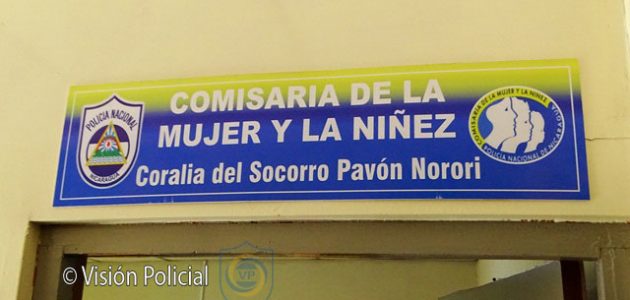 COMISARIA DE LA
MUJER Y LA NIÑEZ
Coralia del Socorro Pavón Norori
POLICIA NACIONAL
NICARAGUA
COMISARIA DE LA MUJER Y LA NIÑEZ
POLICIA NACIONAL DE NICARAGUA
© Visión Policial
VP